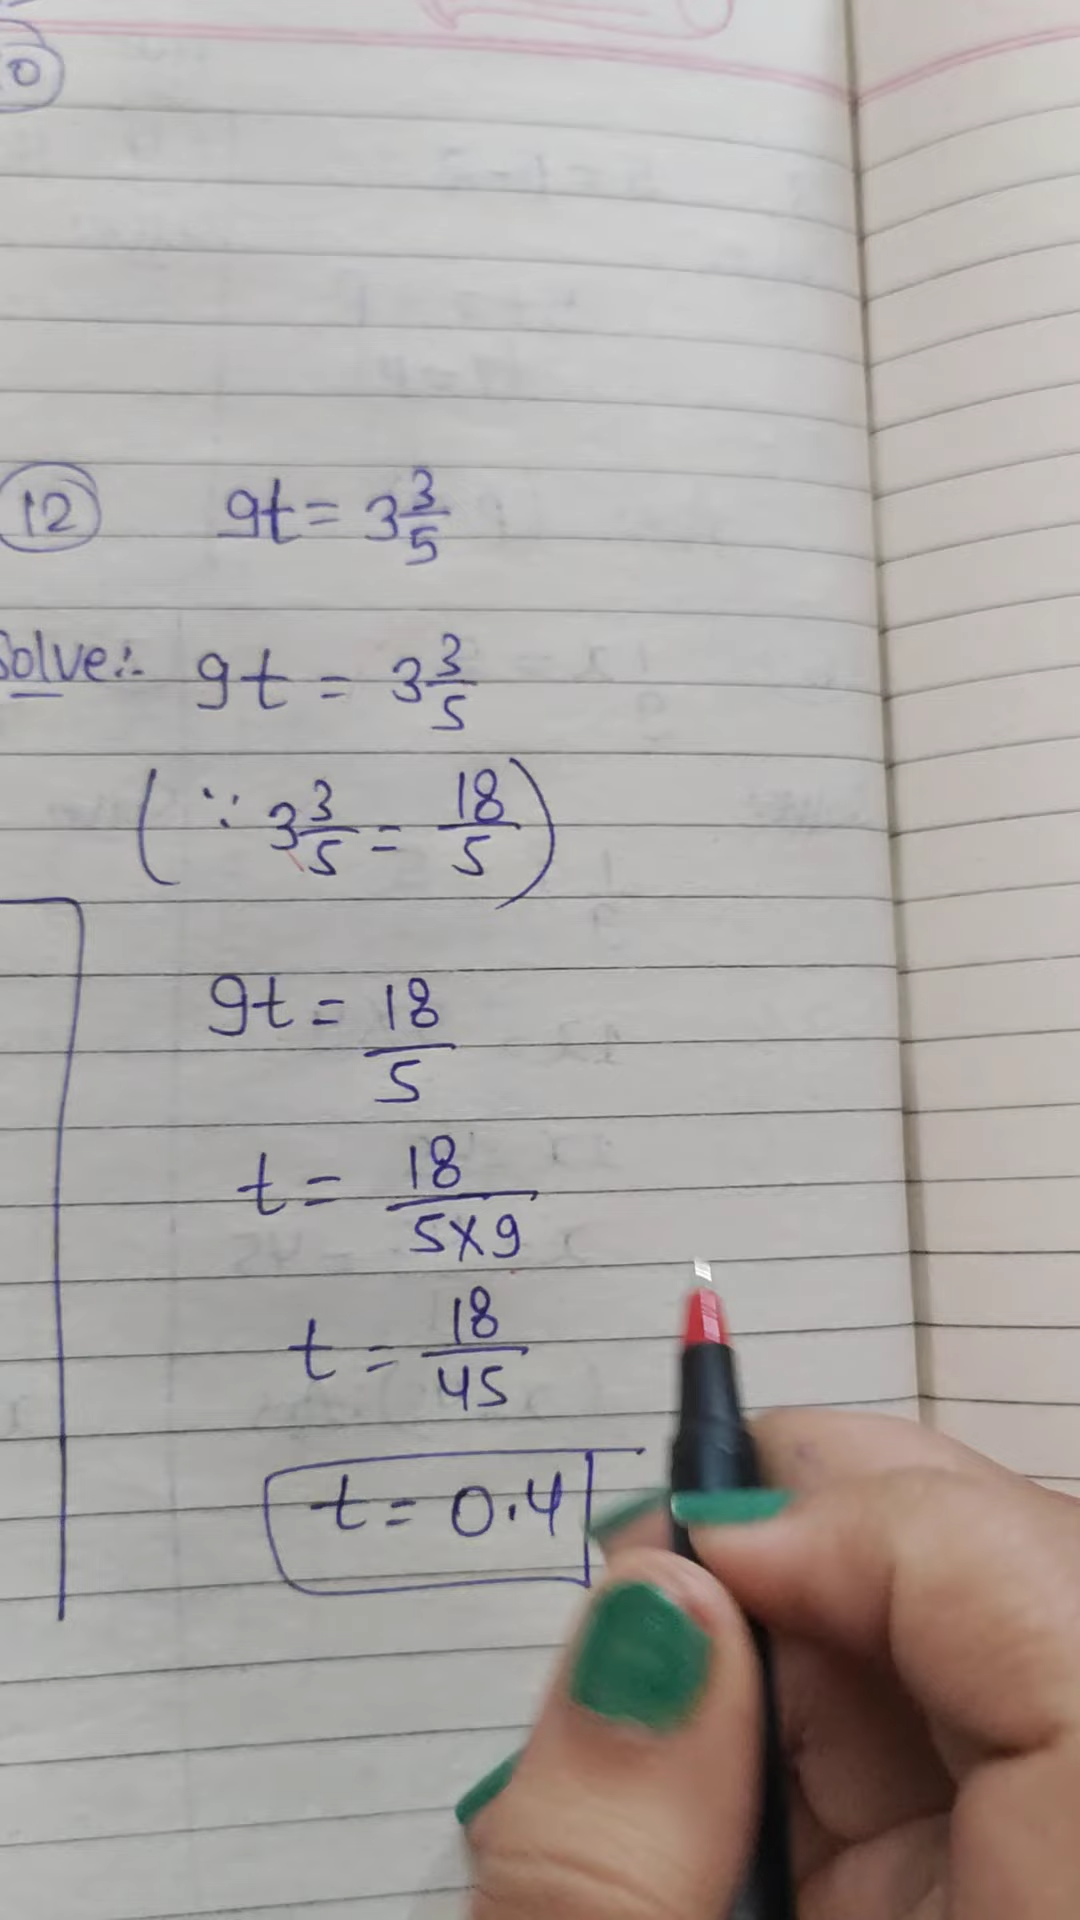 12 9t = 3 3/5
Solve:- 9t = 3 3/5
(∵ 3 3/5 = 18/5)
9t = 18/5
t = 18/5×9
t = 18/45
t = 0.4